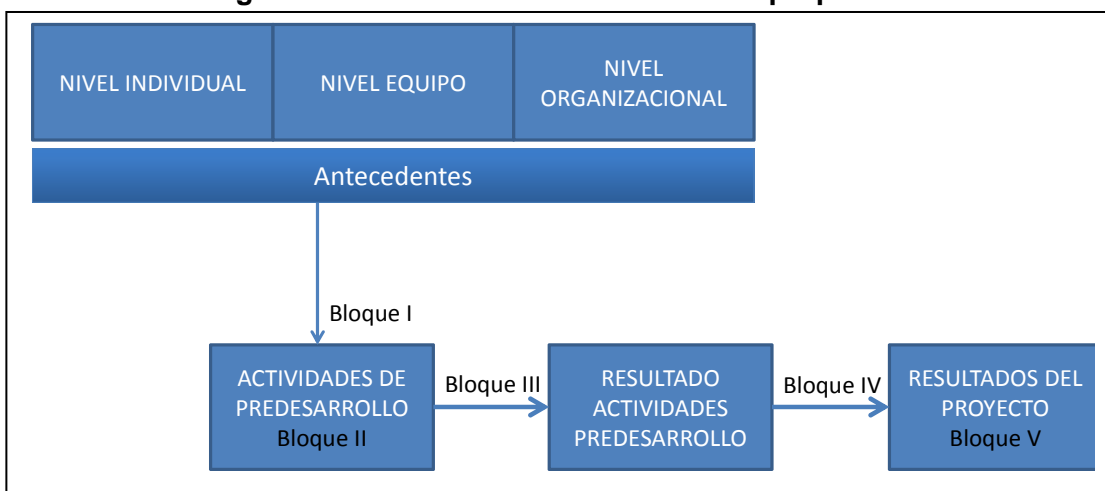 NIVEL INDIVIDUAL
NIVEL EQUIPO
NIVEL
ORGANIZACIONAL
Antecedentes
Bloque I
ACTIVIDADES DE
PREDESARROLLO
Bloque II
Bloque III
RESULTADO
ACTIVIDADES
PREDESARROLLO
Bloque IV
RESULTADOS DEL
PROYECTO
Bloque V